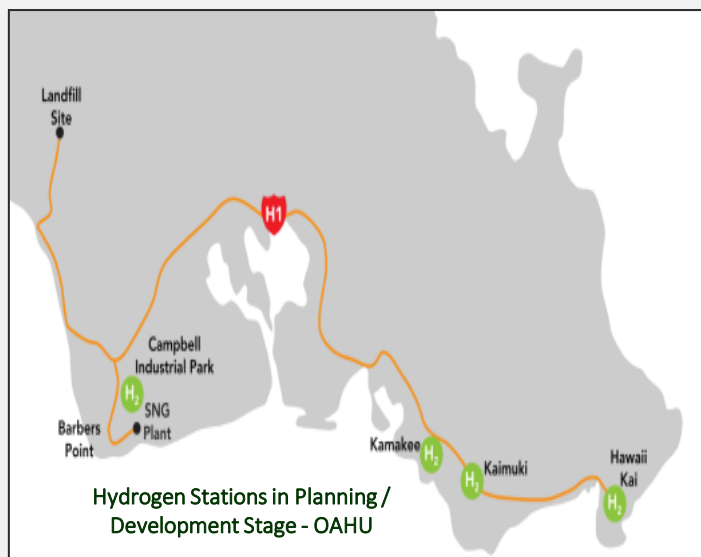 Landfill
Site
H1
Campbell
Industrial Park
H2
SNG
Plant
Barbers
Point
Kamakee
H2
Kaimuki
H2
Hawaii
Kai
H2
Hydrogen Stations in Planning /
Development Stage - OAHU